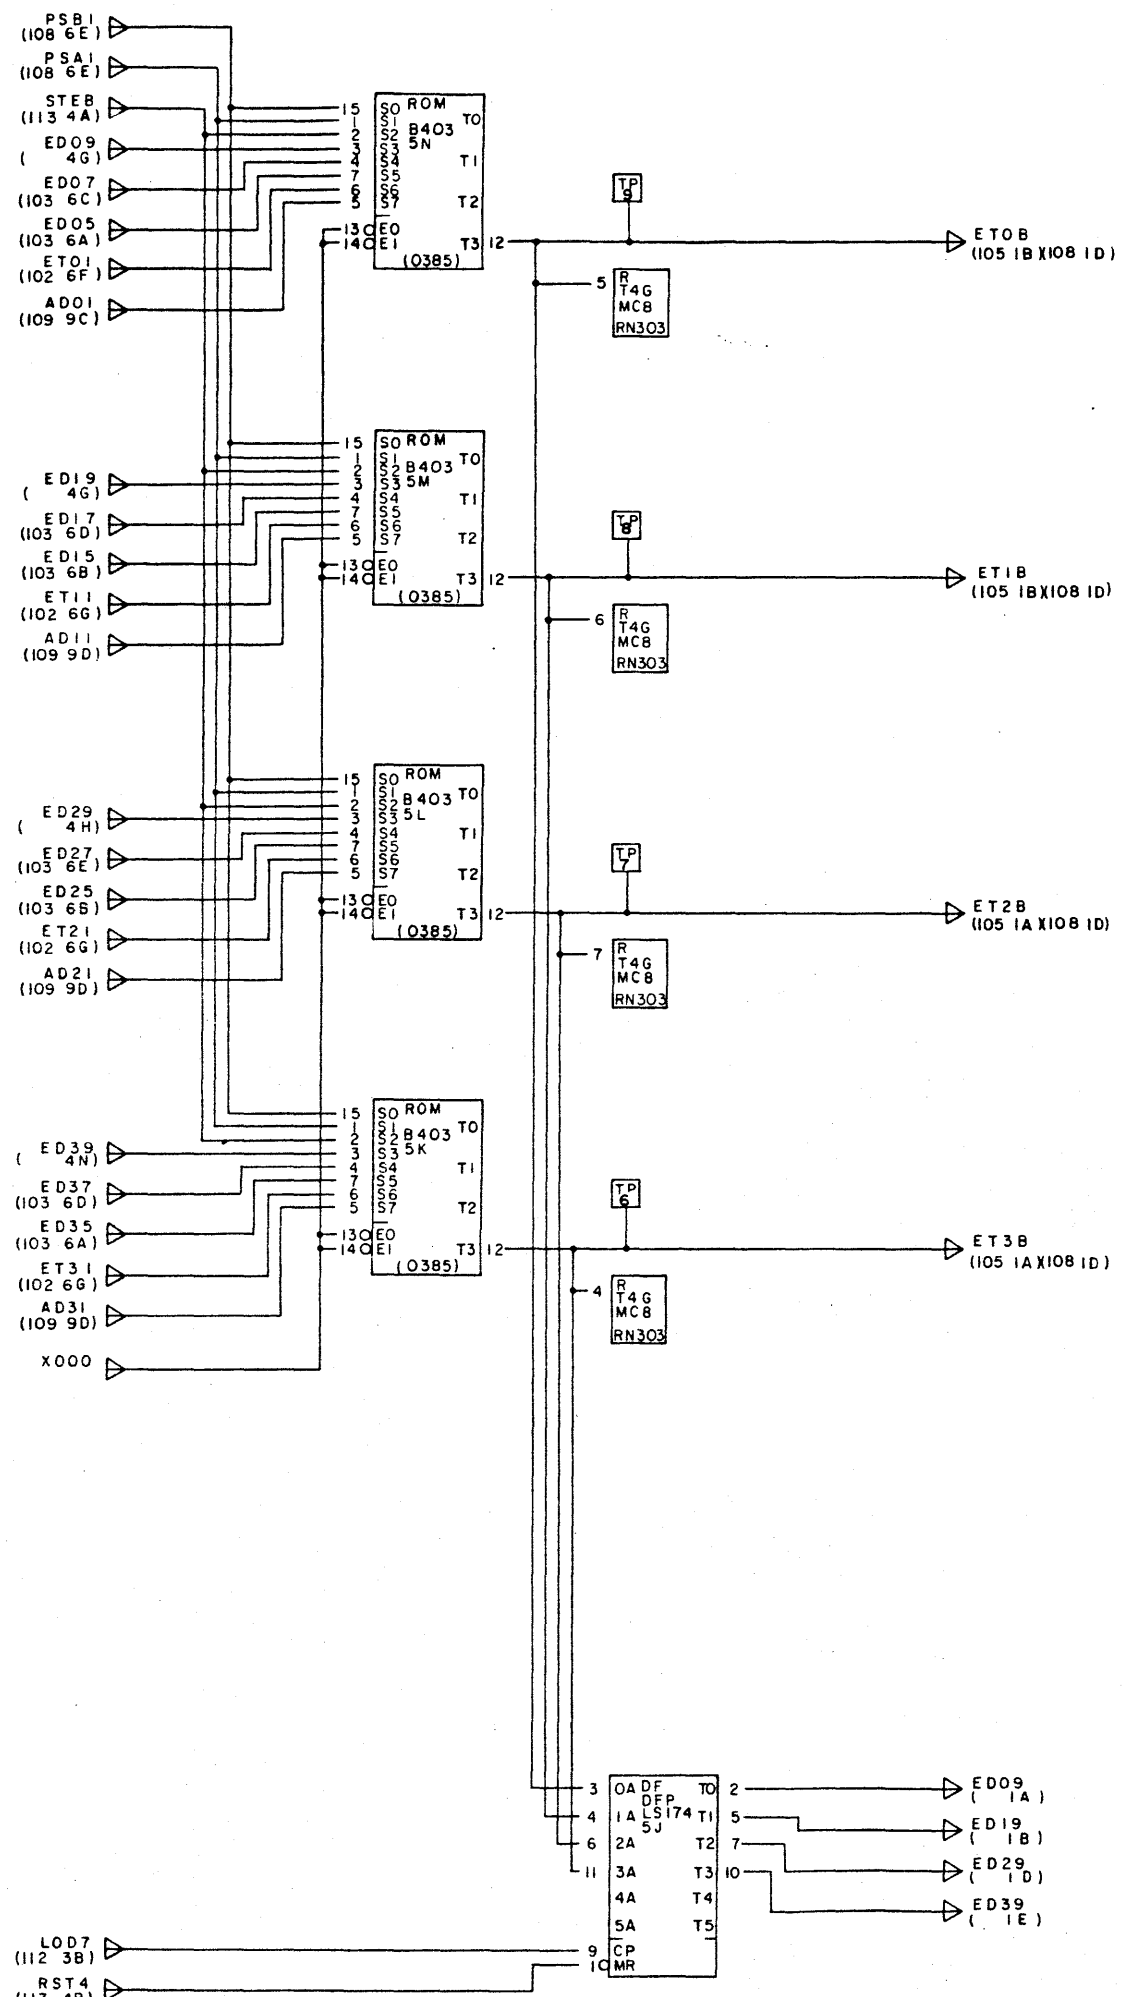 PSB1
(108 6E)
PSA1
(108 6E)
STEB
(113 4A)
ED09
( 4G)
ED07
(103 6C)
ED05
(103 6A)
ET01
(102 6F)
AD01
(109 9C)
15 S0 ROM
1 S1 T0
2 S2 B403
3 S3 5N
4 S4 T1
7 S5
6 S6
5 S7 T2
13 E0
14 E1 T3 12
(0385)
TP
9
ET0B
(105 1B)(108 1D)
5 R
T4G
MC8
RN303
ED19
( 4G)
ED17
(103 6D)
ED15
(103 6B)
ET11
(102 6G)
AD11
(109 9D)
15 S0 ROM
1 S1 T0
2 S2 B403
3 S3 5M
4 S4 T1
7 S5
6 S6
5 S7 T2
13 E0
14 E1 T3 12
(0385)
TP
8
ET1B
(105 1B)(108 1D)
6 R
T4G
MC8
RN303
ED29
( 4H)
ED27
(103 6E)
ED25
(103 6B)
ET21
(102 6G)
AD21
(109 9D)
15 S0 ROM
1 S1 T0
2 S2 B403
3 S3 5L
4 S4 T1
7 S5
6 S6
5 S7 T2
13 E0
14 E1 T3 12
(0385)
TP
7
ET2B
(105 1A)(108 1D)
7 R
T4G
MC8
RN303
ED39
( 4N)
ED37
(103 6D)
ED35
(103 6A)
ET31
(102 6G)
AD31
(109 9D)
X000
15 S0 ROM
1 S1 T0
2 S2 B403
3 S3 5K
4 S4 T1
7 S5
6 S6
5 S7 T2
13 E0
14 E1 T3 12
(0385)
TP
6
ET3B
(105 1A)(108 1D)
4 R
T4G
MC8
RN303
3 0A DF T0 2
DFP
4 1A LS174 T1 5
5J
6 2A T2 7
11 3A T3 10
4A T4
5A T5
9 CP
1 MR
ED09
( 1A)
ED19
( 1B)
ED29
( 1D)
ED39
( 1E)
LOD7
(112 3B)
RST4